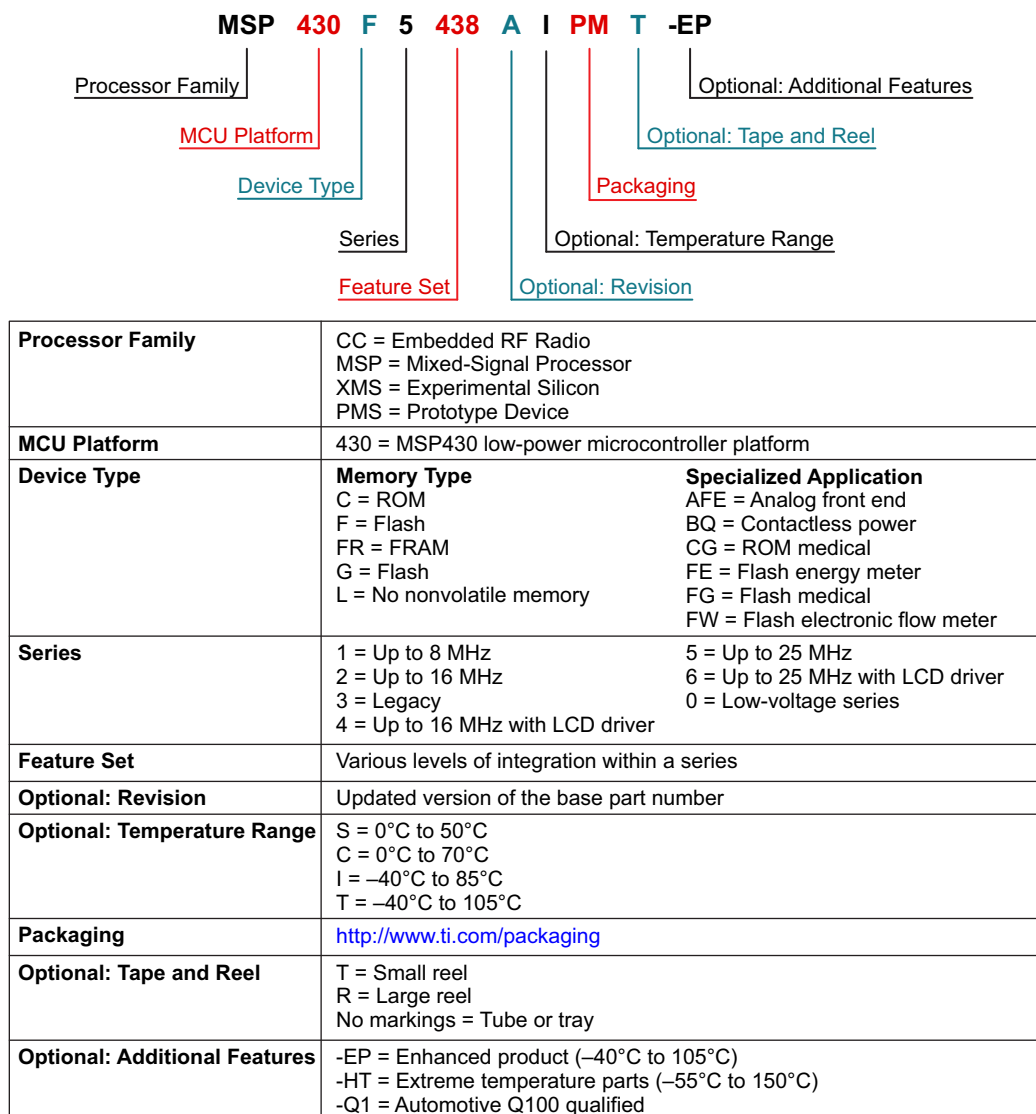 MSP 430 F 5 438 A I PM T -EP
Processor Family
Optional: Additional Features
MCU Platform
Optional: Tape and Reel
Device Type
Packaging
Series
Optional: Temperature Range
Feature Set
Optional: Revision
Processor Family
CC = Embedded RF Radio
MSP = Mixed-Signal Processor
XMS = Experimental Silicon
PMS = Prototype Device
MCU Platform
430 = MSP430 low-power microcontroller platform
Device Type
Memory Type
C = ROM
F = Flash
FR = FRAM
G = Flash
L = No nonvolatile memory
Specialized Application
AFE = Analog front end
BQ = Contactless power
CG = ROM medical
FE = Flash energy meter
FG = Flash medical
FW = Flash electronic flow meter
Series
1 = Up to 8 MHz
2 = Up to 16 MHz
3 = Legacy
4 = Up to 16 MHz with LCD driver
5 = Up to 25 MHz
6 = Up to 25 MHz with LCD driver
0 = Low-voltage series
Feature Set
Various levels of integration within a series
Optional: Revision
Updated version of the base part number
Optional: Temperature Range
S = 0°C to 50°C
C = 0°C to 70°C
I = –40°C to 85°C
T = –40°C to 105°C
Packaging
http://www.ti.com/packaging
Optional: Tape and Reel
T = Small reel
R = Large reel
No markings = Tube or tray
Optional: Additional Features
-EP = Enhanced product (–40°C to 105°C)
-HT = Extreme temperature parts (–55°C to 150°C)
-Q1 = Automotive Q100 qualified